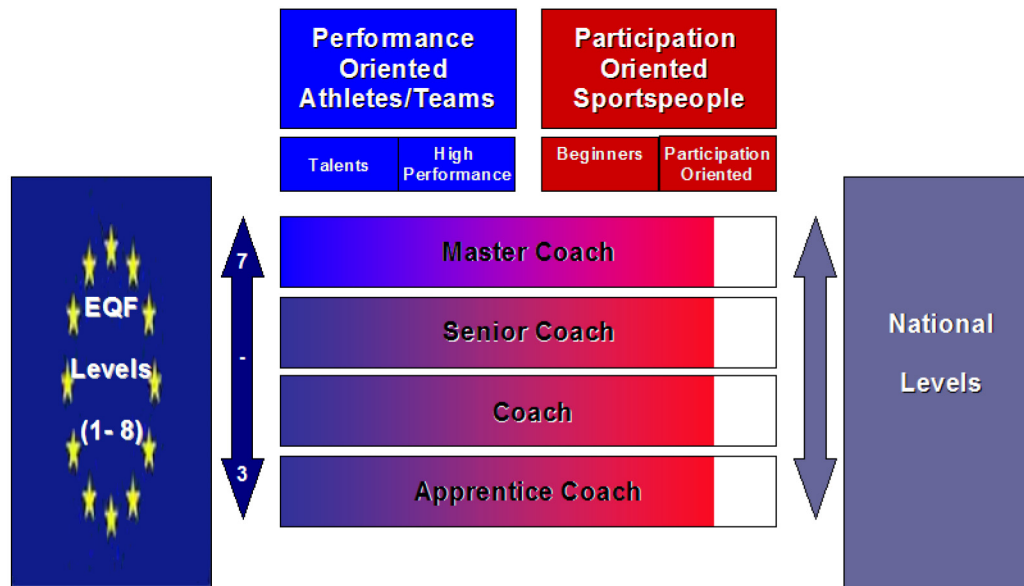 Performance
Oriented
Athletes/Teams
Participation
Oriented
Sportspeople
Talents
High
Performance
Beginners
Participation
Oriented
EQF
Levels
(1- 8)
7
-
3
Master Coach
Senior Coach
Coach
Apprentice Coach
National
Levels